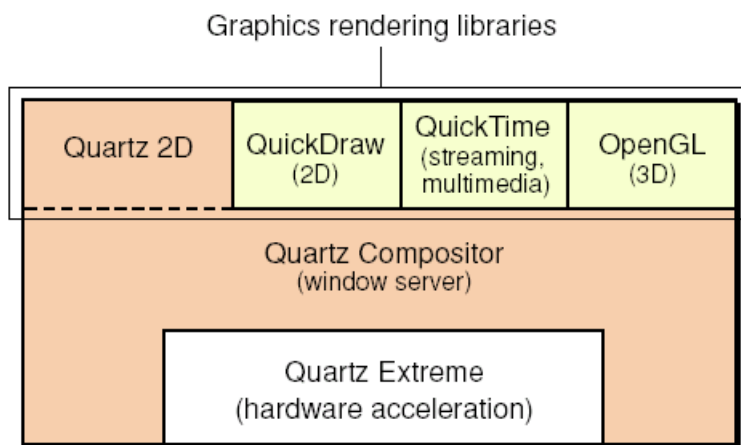 Graphics rendering libraries
Quartz 2D
QuickDraw
(2D)
QuickTime
(streaming,
multimedia)
OpenGL
(3D)
Quartz Compositor
(window server)
Quartz Extreme
(hardware acceleration)